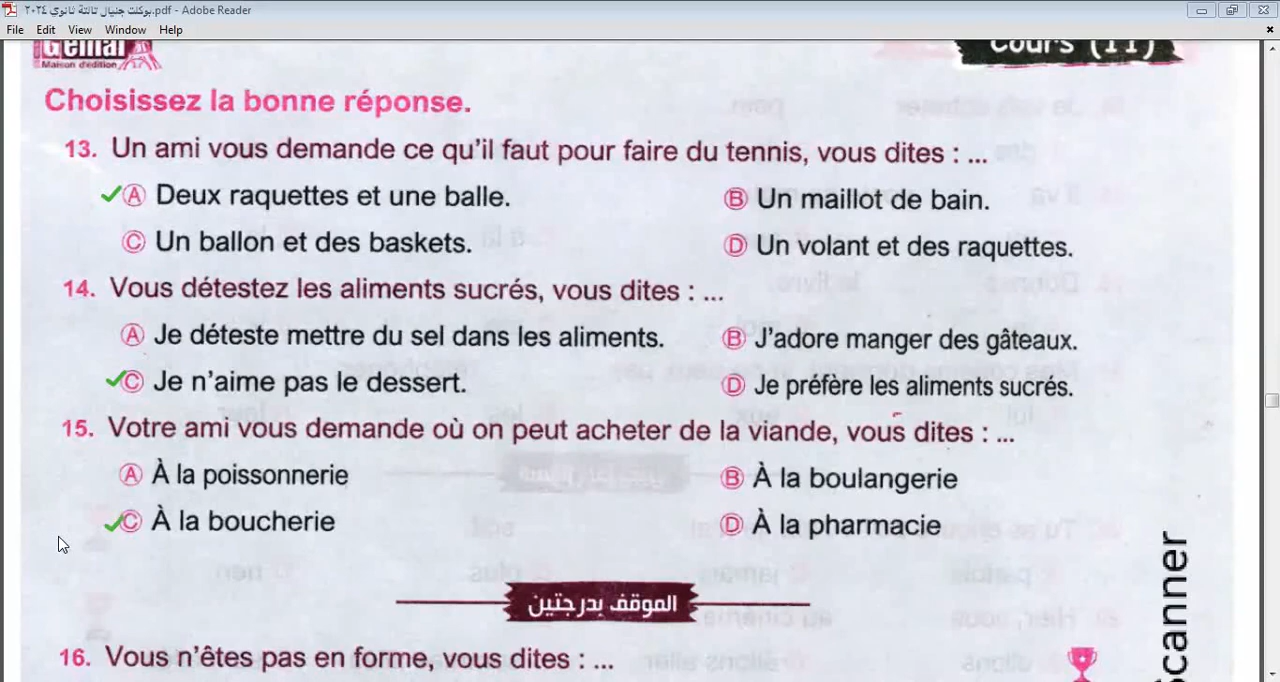 بوكلت جنيال تالتة ثانوي ٢٠٢٤.pdf - Adobe Reader
File Edit View Window Help
Génial
Maison d'édition
Cours (11)
Choisissez la bonne réponse.
13. Un ami vous demande ce qu'il faut pour faire du tennis, vous dites : ...
A Deux raquettes et une balle.
B Un maillot de bain.
C Un ballon et des baskets.
D Un volant et des raquettes.
14. Vous détestez les aliments sucrés, vous dites : ...
A Je déteste mettre du sel dans les aliments.
B J'adore manger des gâteaux.
C Je n'aime pas le dessert.
D Je préfère les aliments sucrés.
15. Votre ami vous demande où on peut acheter de la viande, vous dites : ...
A À la poissonnerie
B À la boulangerie
C À la boucherie
D À la pharmacie
الموقف بدرجتين
16. Vous n'êtes pas en forme, vous dites : ...
Scanner